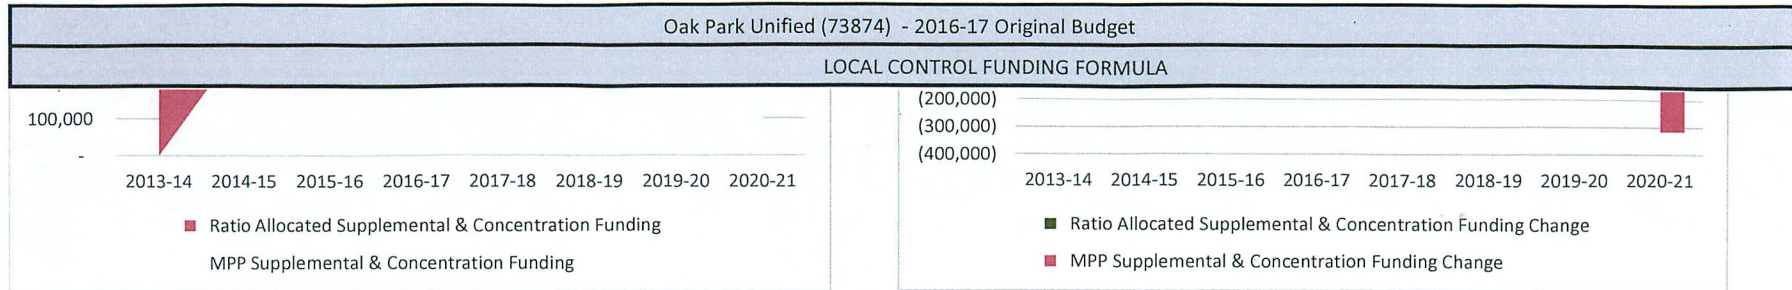 Oak Park Unified (73874) - 2016-17 Original Budget
LOCAL CONTROL FUNDING FORMULA
100,000
-
2013-14 2014-15 2015-16 2016-17 2017-18 2018-19 2019-20 2020-21
Ratio Allocated Supplemental & Concentration Funding
MPP Supplemental & Concentration Funding
(200,000)
(300,000)
(400,000)
2013-14 2014-15 2015-16 2016-17 2017-18 2018-19 2019-20 2020-21
Ratio Allocated Supplemental & Concentration Funding Change
MPP Supplemental & Concentration Funding Change